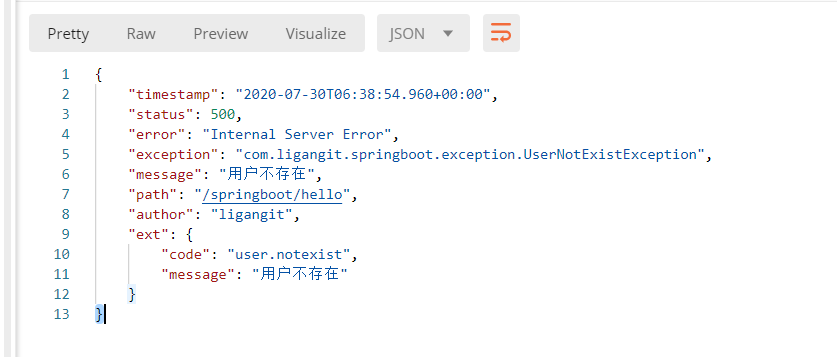 Pretty Raw Preview Visualize JSON
1 {
2 "timestamp": "2020-07-30T06:38:54.960+00:00",
3 "status": 500,
4 "error": "Internal Server Error",
5 "exception": "com.ligangit.springboot.exception.UserNotExistException",
6 "message": "用户不存在",
7 "path": "/springboot/hello",
8 "author": "ligangit",
9 "ext": {
10 "code": "user.notexist",
11 "message": "用户不存在"
12 }
13 }